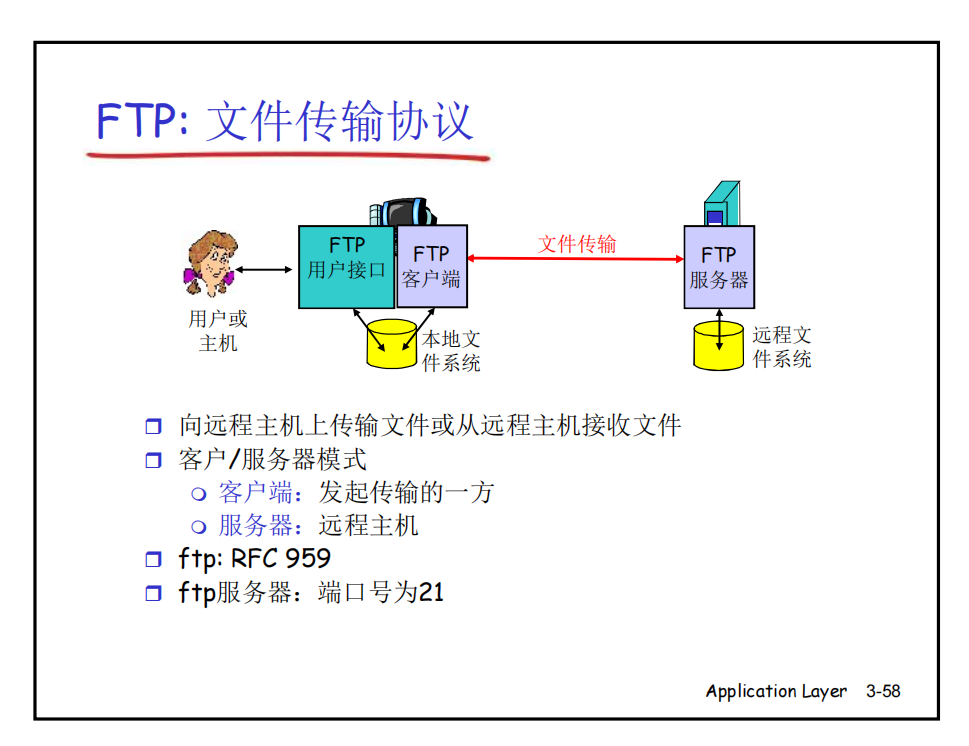 FTP: 文件传输协议
用户或
主机
FTP
用户接口
FTP
客户端
文件传输
FTP
服务器
本地文
件系统
远程文
件系统
向远程主机上传输文件或从远程主机接收文件
客户/服务器模式
客户端：发起传输的一方
服务器：远程主机
ftp: RFC 959
ftp服务器：端口号为21
Application Layer 3-58